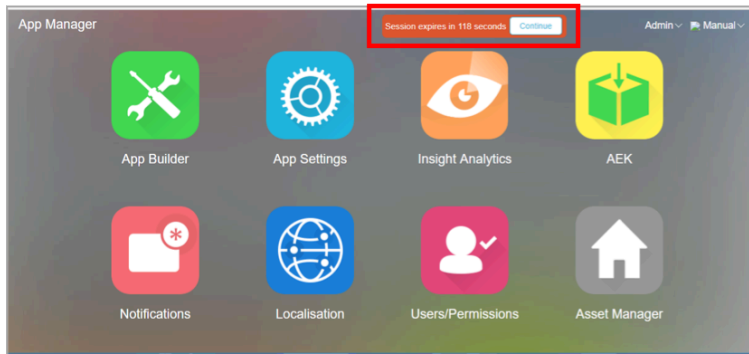 App Manager
Session expires in 118 seconds Continue
Admin Manual
App Builder App Settings Insight Analytics AEK
Notifications Localisation Users/Permissions Asset Manager